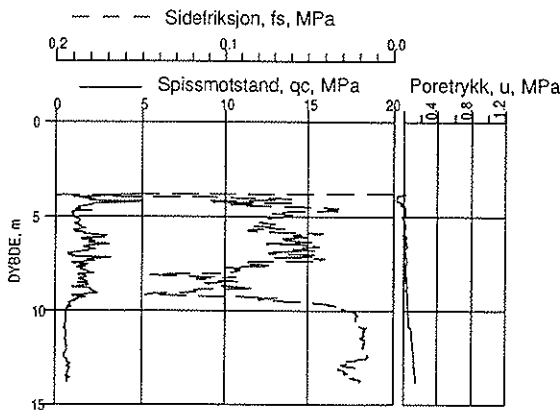 Sidefriksjon, fs, MPa
0,2 0,1 0,0
Spissmotstand, qc, MPa Poretrykk, u, MPa
0 5 10 15 20 0,4 0,8 1,2
0
5
10
15
DYBDE, m